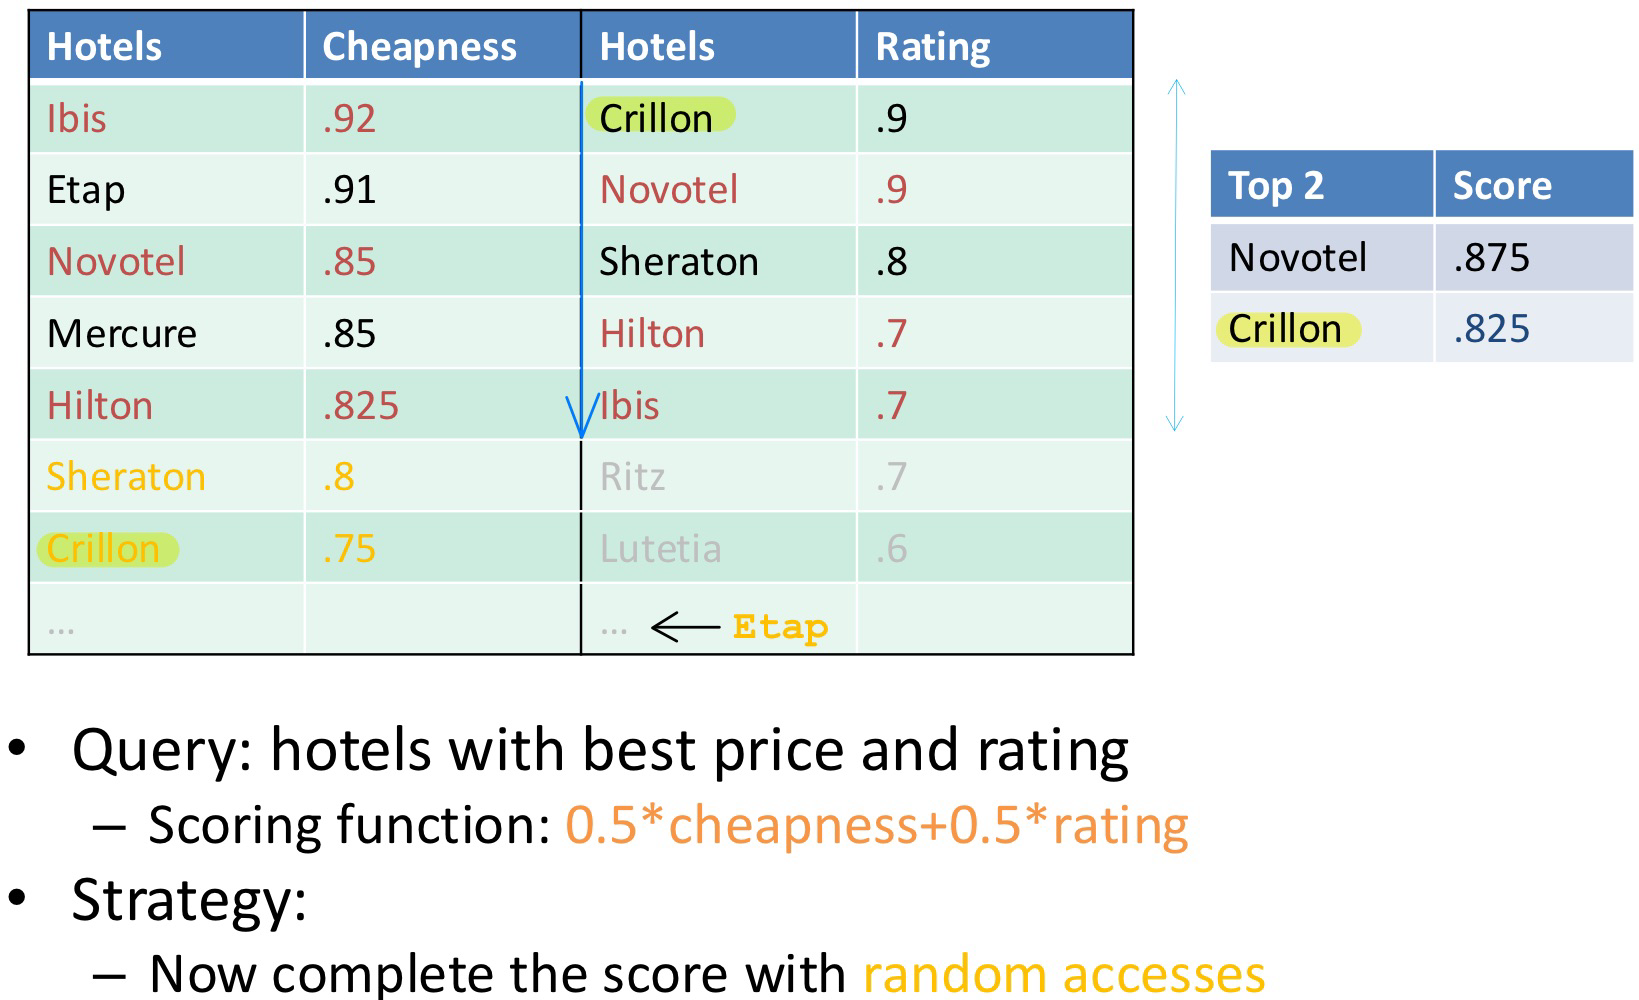 Hotels Cheapness Hotels Rating
Ibis .92 Crillon .9
Etap .91 Novotel .9
Novotel .85 Sheraton .8
Mercure .85 Hilton .7
Hilton .825 Ibis .7
Sheraton .8 Ritz .7
Crillon .75 Lutetia .6
... ... Etap
Top 2 Score
Novotel .875
Crillon .825
• Query: hotels with best price and rating
– Scoring function: 0.5*cheapness+0.5*rating
• Strategy:
– Now complete the score with random accesses